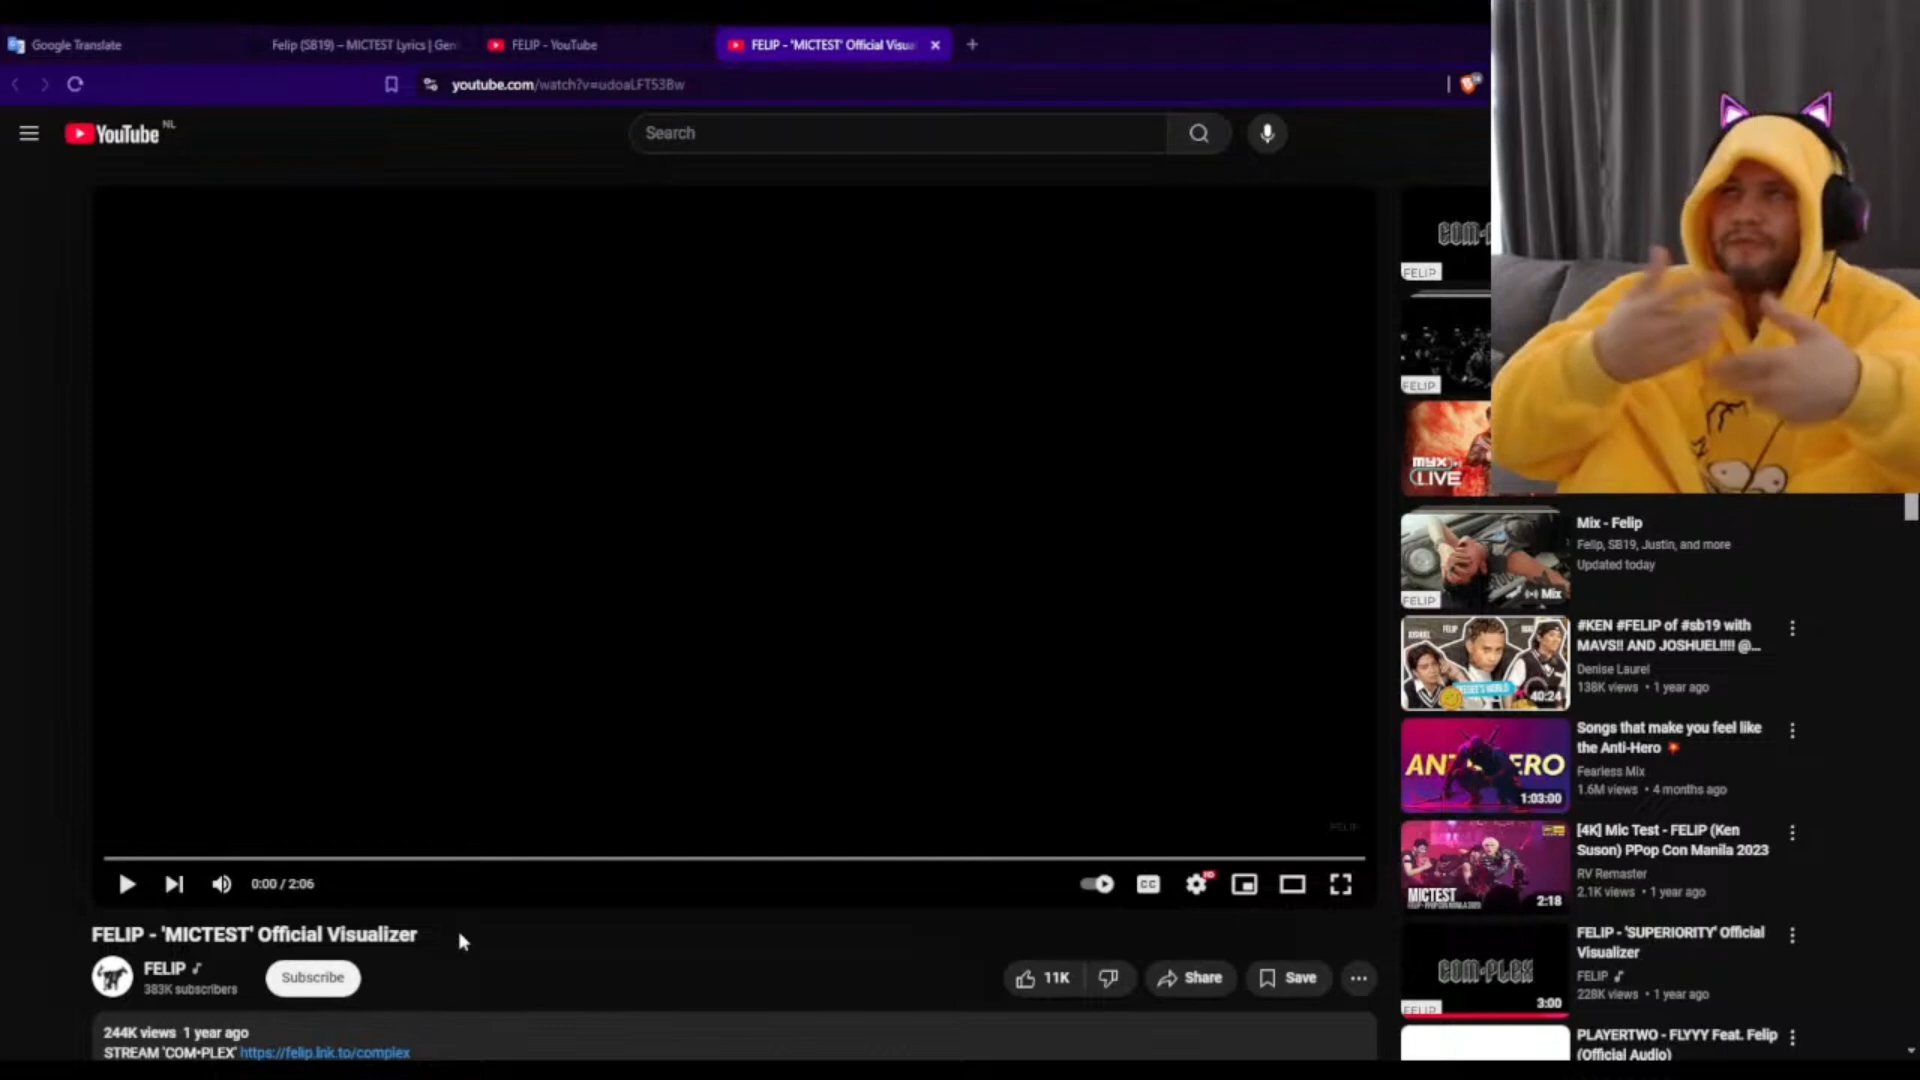 Google Translate
Felip (SB19) – MICTEST Lyrics | Gen
FELIP - YouTube
FELIP - 'MICTEST' Official Visua
youtube.com/watch?v=udoaLFT53Bw
YouTube NL
Search
FELIP
FELIP
MYX
LIVE
Mix - Felip
Felip, SB19, Justin, and more
Updated today
FELIP
Mix
#KEN #FELIP of #sb19 with
MAVS!! AND JOSHUEL!!!! @...
Denise Laurel
138K views • 1 year ago
40:24
Songs that make you feel like
the Anti-Hero
Fearless Mix
1.6M views • 4 months ago
1:03:00
[4K] Mic Test - FELIP (Ken
Suson) PPop Con Manila 2023
RV Remaster
2.1K views • 1 year ago
MICTEST
2:18
FELIP - 'SUPERIORITY' Official
Visualizer
FELIP
228K views • 1 year ago
COM•PLEX
FELIP
3:00
PLAYERTWO - FLYYY Feat. Felip
(Official Audio)
FELIP
0:00 / 2:06
CC
HD
FELIP - 'MICTEST' Official Visualizer
FELIP
383K subscribers
Subscribe
11K
Share
Save
244K views 1 year ago
STREAM 'COM•PLEX' https://felip.lnk.to/complex